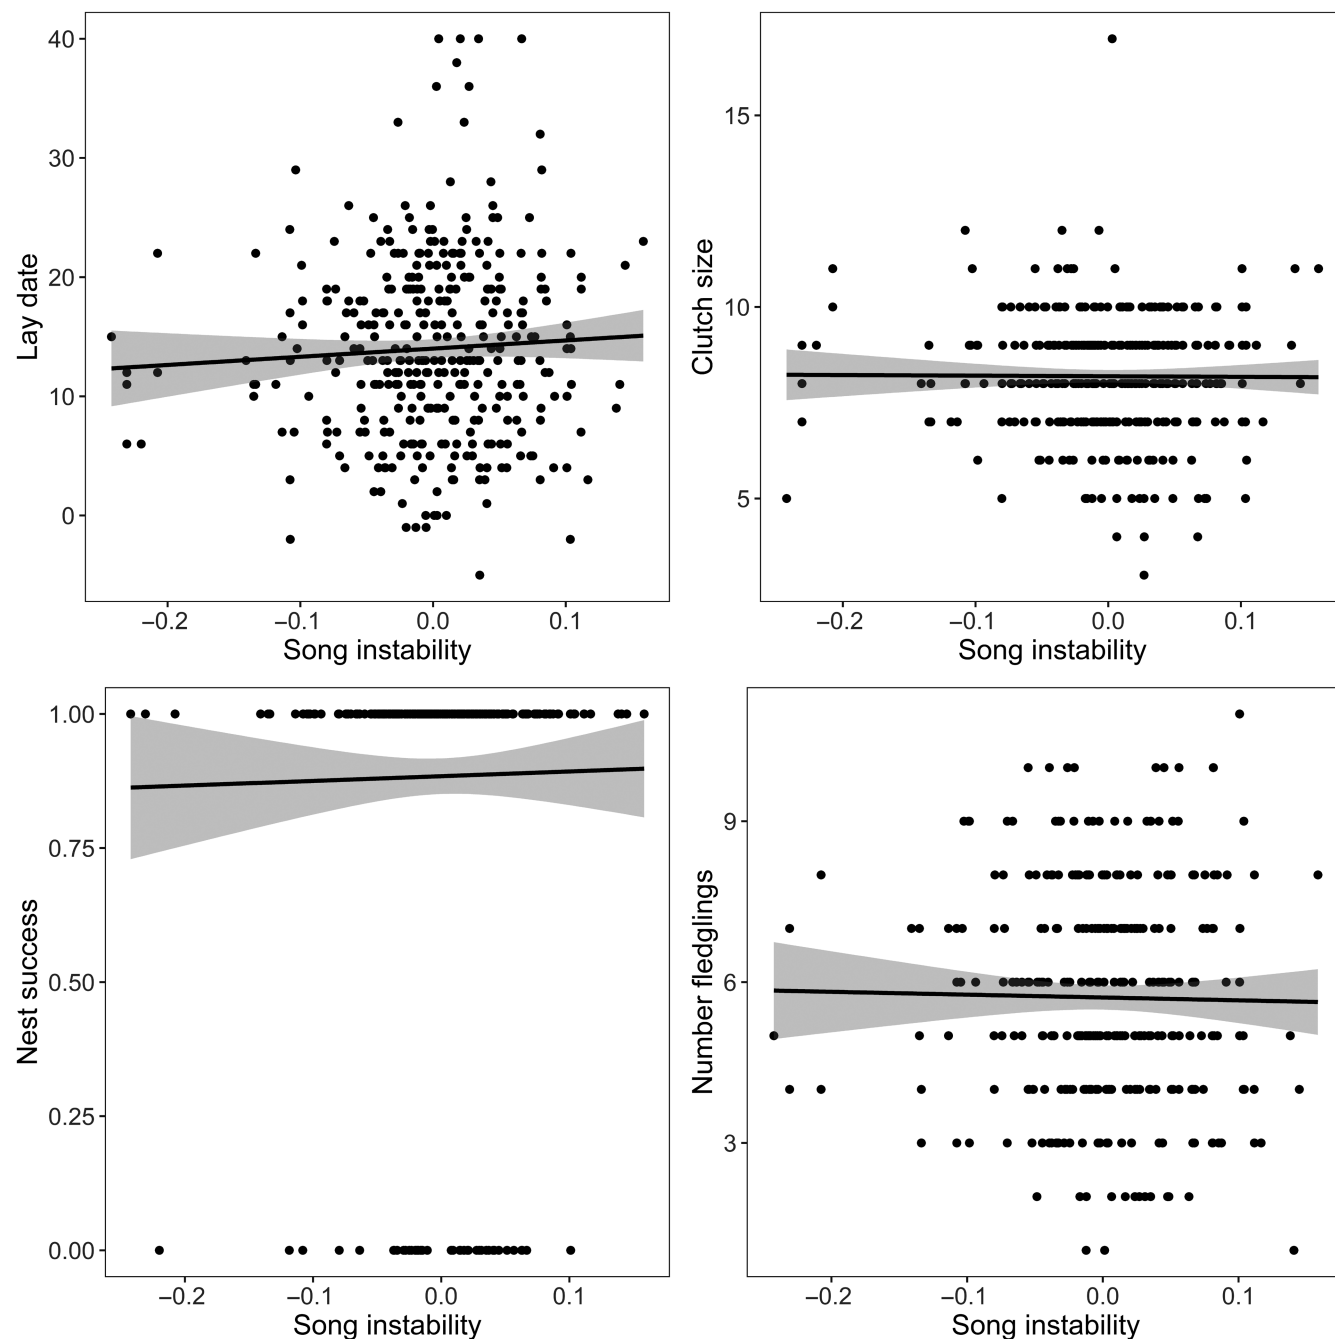 Lay date
40
30
20
10
0
−0.2 −0.1 0.0 0.1
Song instability
Clutch size
15
10
5
−0.2 −0.1 0.0 0.1
Song instability
Nest success
1.00
0.75
0.50
0.25
0.00
−0.2 −0.1 0.0 0.1
Song instability
Number fledglings
9
6
3
−0.2 −0.1 0.0 0.1
Song instability